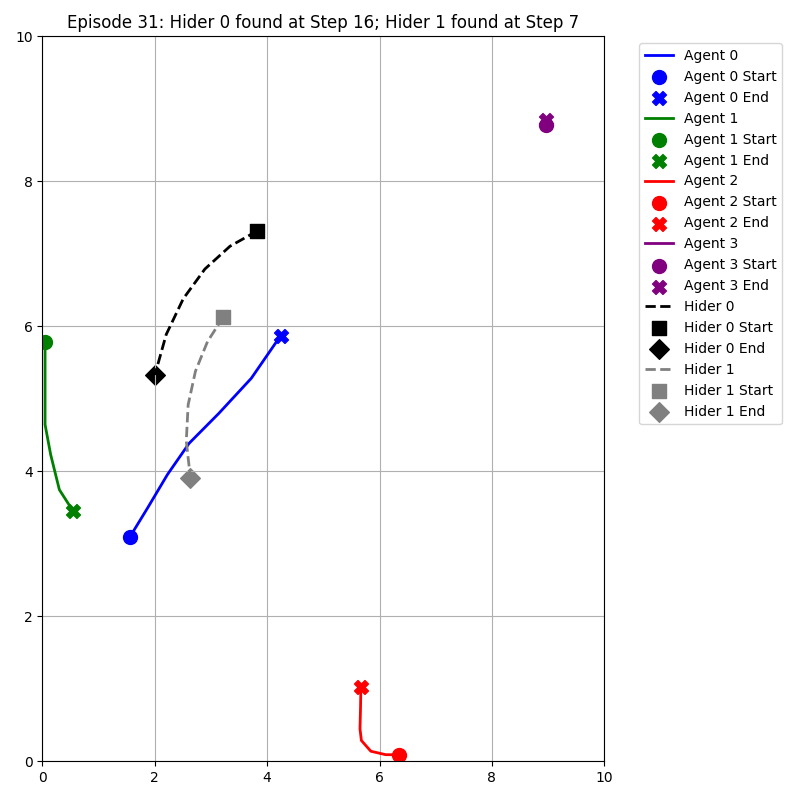 Episode 31: Hider 0 found at Step 16; Hider 1 found at Step 7
10
8
6
4
2
0
0 2 4 6 8 10
Agent 0
Agent 0 Start
Agent 0 End
Agent 1
Agent 1 Start
Agent 1 End
Agent 2
Agent 2 Start
Agent 2 End
Agent 3
Agent 3 Start
Agent 3 End
Hider 0
Hider 0 Start
Hider 0 End
Hider 1
Hider 1 Start
Hider 1 End